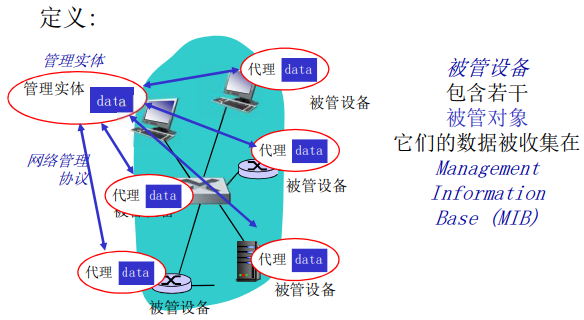 定义:
管理实体
管理实体 data
代理 data
被管设备
代理 data
被管设备
网络管理
协议
代理 data
被管设备
代理 data
被管设备
代理 data
被管设备
被管设备
包含若干
被管对象
它们的数据被收集在
Management
Information
Base (MIB)